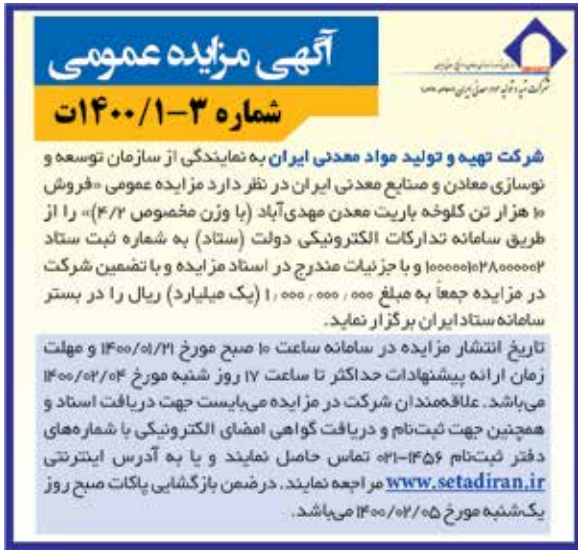 آگهی مزایده عمومی
شماره ۳-۱۴۰۰/۱ت
شرکت تهیه و تولید مواد معدنی ایران به نمایندگی از سازمان توسعه و
نوسازی معادن و صنایع معدنی ایران در نظر دارد مزایده عمومی «فروش
۱۰ هزار تن کلوخه باریت معدن مهدی‌آباد (با وزن مخصوص ۴/۲)» را از
طریق سامانه تدارکات الکترونیکی دولت (ستاد) به شماره ثبت ستاد
و با جزئیات مندرج در اسناد مزایده و با تضمین شرکت
در مزایده جمعاً به مبلغ ۱٫۰۰۰٫۰۰۰٫۰۰۰ (یک میلیارد) ریال را در بستر
سامانه ستادایران برگزار نماید.
تاریخ انتشار مزایده در سامانه ساعت ۱۰ صبح مورخ ۱۴۰۰/۰۱/۲۱ و مهلت
زمان ارائه پیشنهادات حداکثر تا ساعت ۱۷ روز شنبه مورخ ۱۴۰۰/۰۲/۰۴
می‌باشد. علاقه‌مندان شرکت در مزایده می‌بایست جهت دریافت اسناد و
همچنین جهت ثبت‌نام و دریافت گواهی امضای الکترونیکی با شماره‌های
دفتر ثبت‌نام ۱۴۵۶-۰۲۱ تماس حاصل نمایند و یا به آدرس اینترنتی
www.setadiran.ir مراجعه نمایند. درضمن بازگشایی پاکات صبح روز
یک‌شنبه مورخ ۱۴۰۰/۰۲/۰۵ می‌باشد.